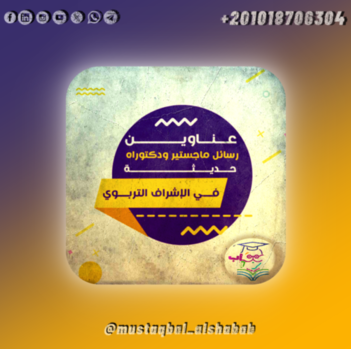 +201018706304
عناوين
رسائل ماجستير ودكتوراه
حديثة
في الإشراف التربوي
@mustaqbal_alshabab